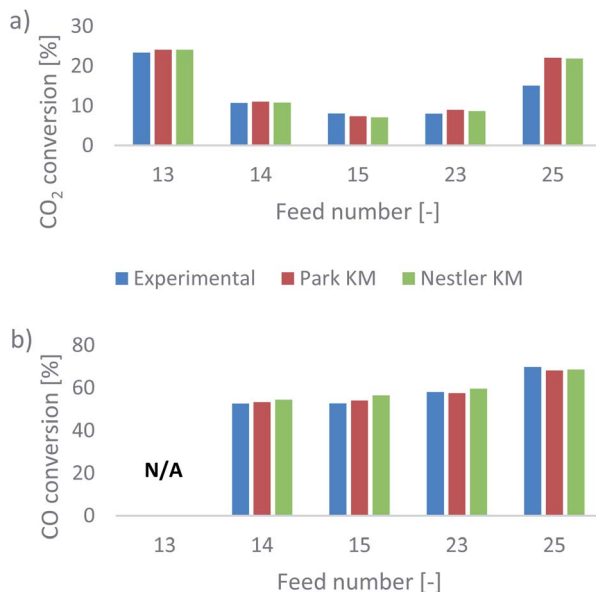 a)
CO₂ conversion [%]
30
20
10
0
13 14 15 23 25
Feed number [-]
Experimental Park KM Nestler KM
b)
CO conversion [%]
80
60
40
20
0
N/A
13 14 15 23 25
Feed number [-]